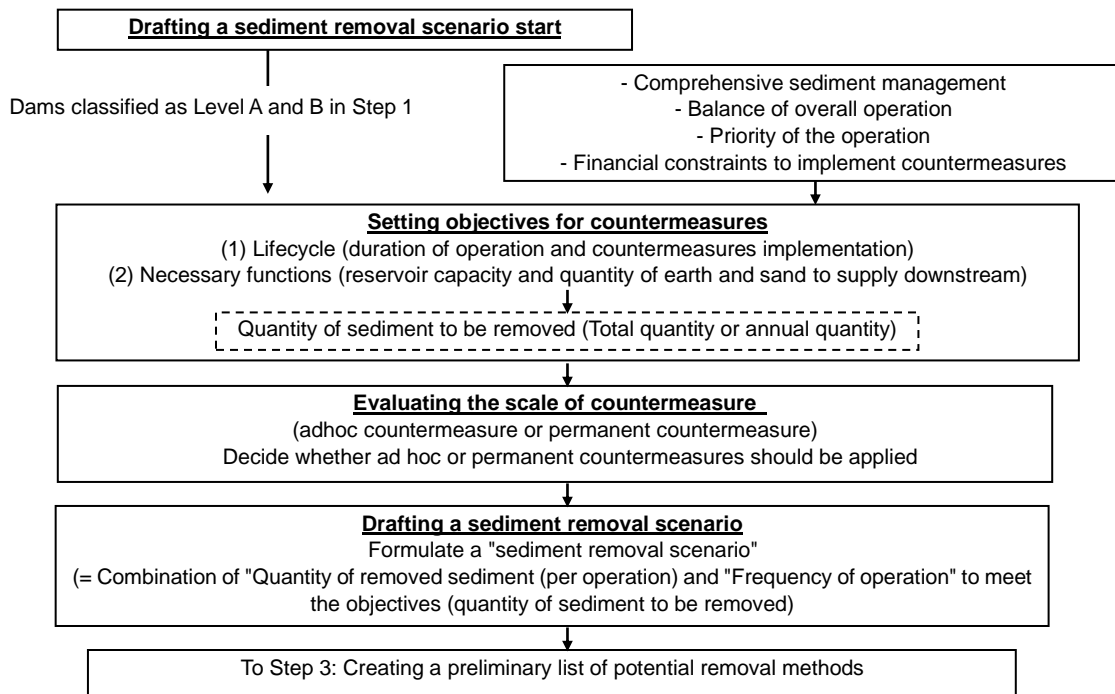 Drafting a sediment removal scenario start
Dams classified as Level A and B in Step 1
- Comprehensive sediment management
- Balance of overall operation
- Priority of the operation
- Financial constraints to implement countermeasures
Setting objectives for countermeasures
(1) Lifecycle (duration of operation and countermeasures implementation)
(2) Necessary functions (reservoir capacity and quantity of earth and sand to supply downstream)
Quantity of sediment to be removed (Total quantity or annual quantity)
Evaluating the scale of countermeasure
(adhoc countermeasure or permanent countermeasure)
Decide whether ad hoc or permanent countermeasures should be applied
Drafting a sediment removal scenario
Formulate a "sediment removal scenario"
(= Combination of "Quantity of removed sediment (per operation) and "Frequency of operation" to meet
the objectives (quantity of sediment to be removed)
To Step 3: Creating a preliminary list of potential removal methods